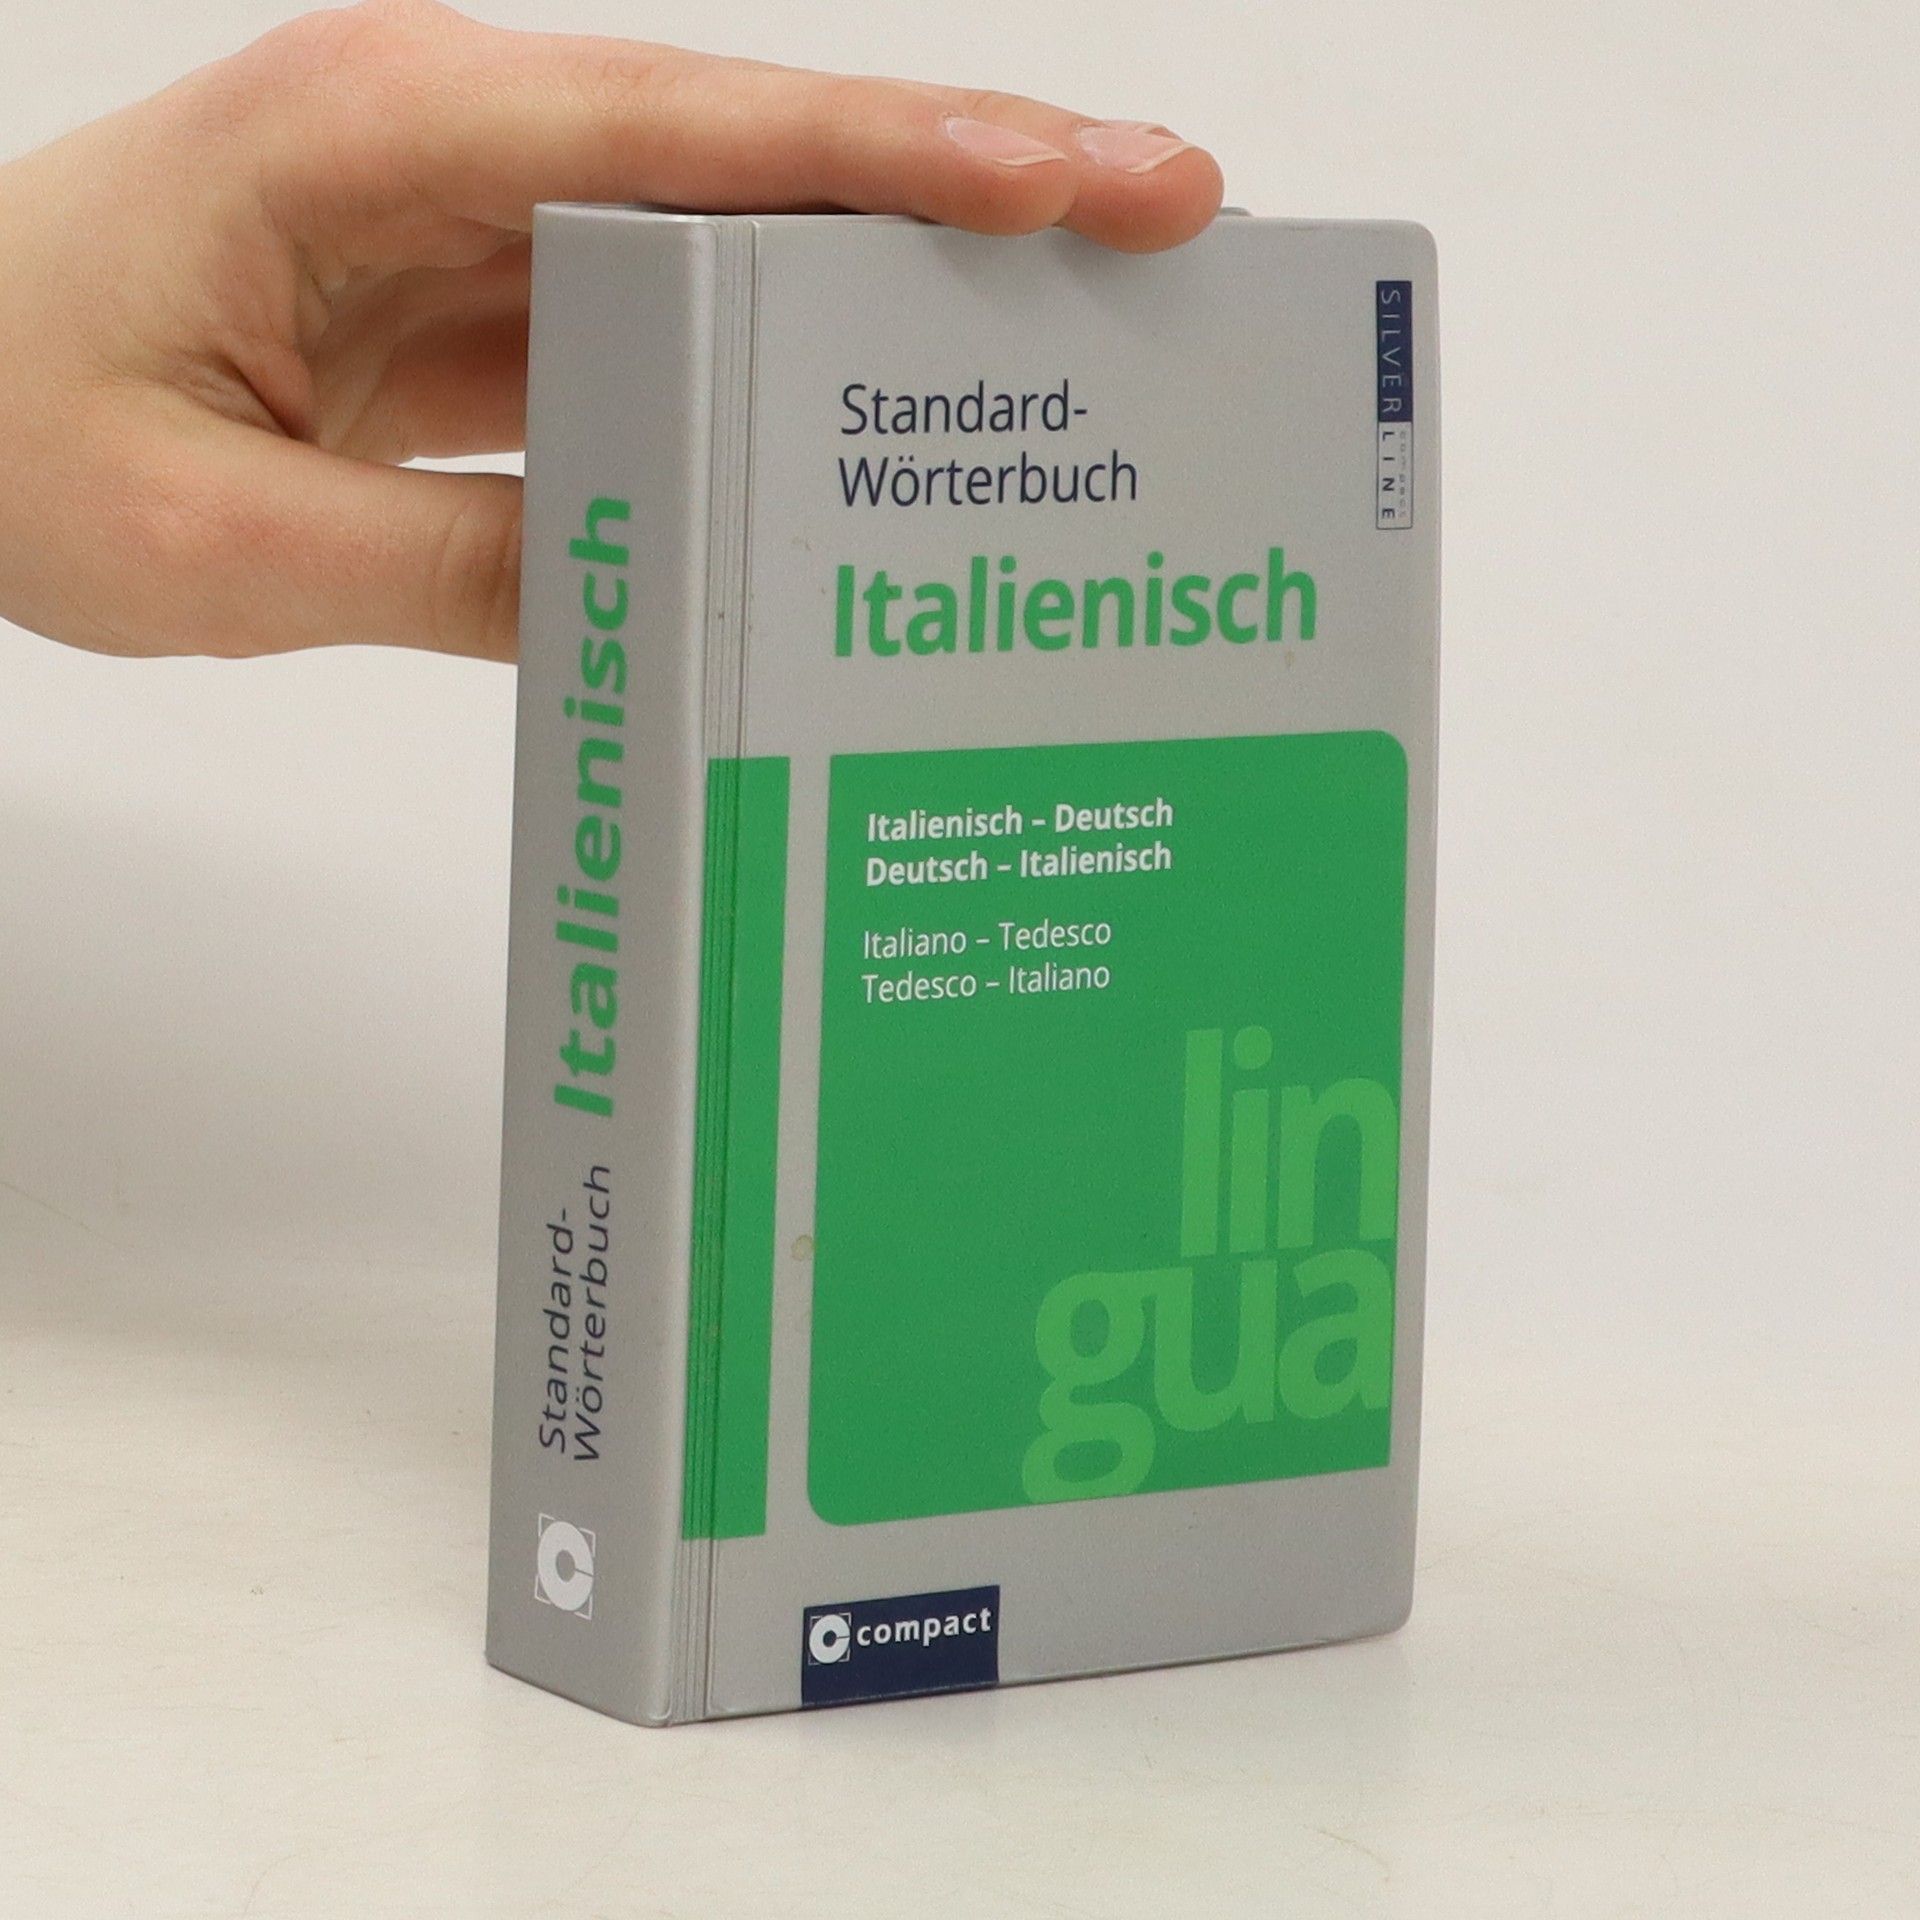 Standard-
Wörterbuch
Italienisch
Standard-
Wörterbuch
Italienisch
SILVER
LINE
compact
Italienisch – Deutsch
Deutsch – Italienisch
Italiano – Tedesco
Tedesco – Italiano
lin
gua
compact